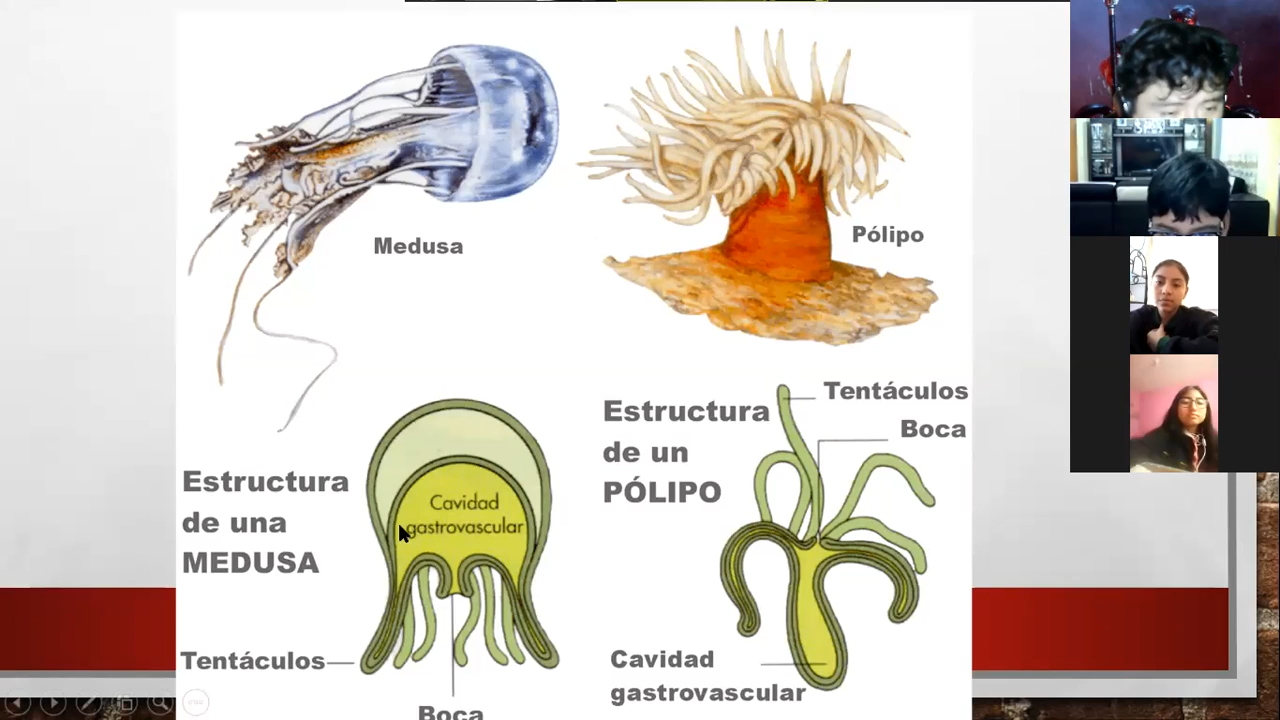 Medusa
Pólipo
Estructura
de una
MEDUSA
Cavidad
gastrovascular
Tentáculos
Boca
Estructura
de un
PÓLIPO
Tentáculos
Boca
Cavidad
gastrovascular